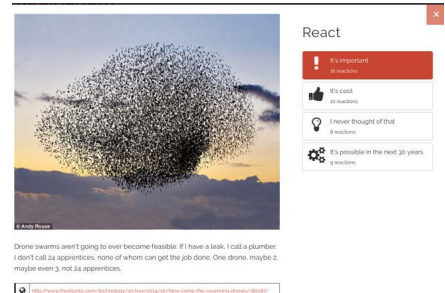 ×
React
It's important
16 reactions
It's cool
10 reactions
I never thought of that
8 reactions
It's possible in the next 30 years
9 reactions
© Andy Rouse
Drone swarms aren't going to ever become feasible. If I have a leak, I call a plumber.
I don't call 24 apprentices, none of whom can get the job done. One drone, maybe 2,
maybe even 3, not 24 apprentices.